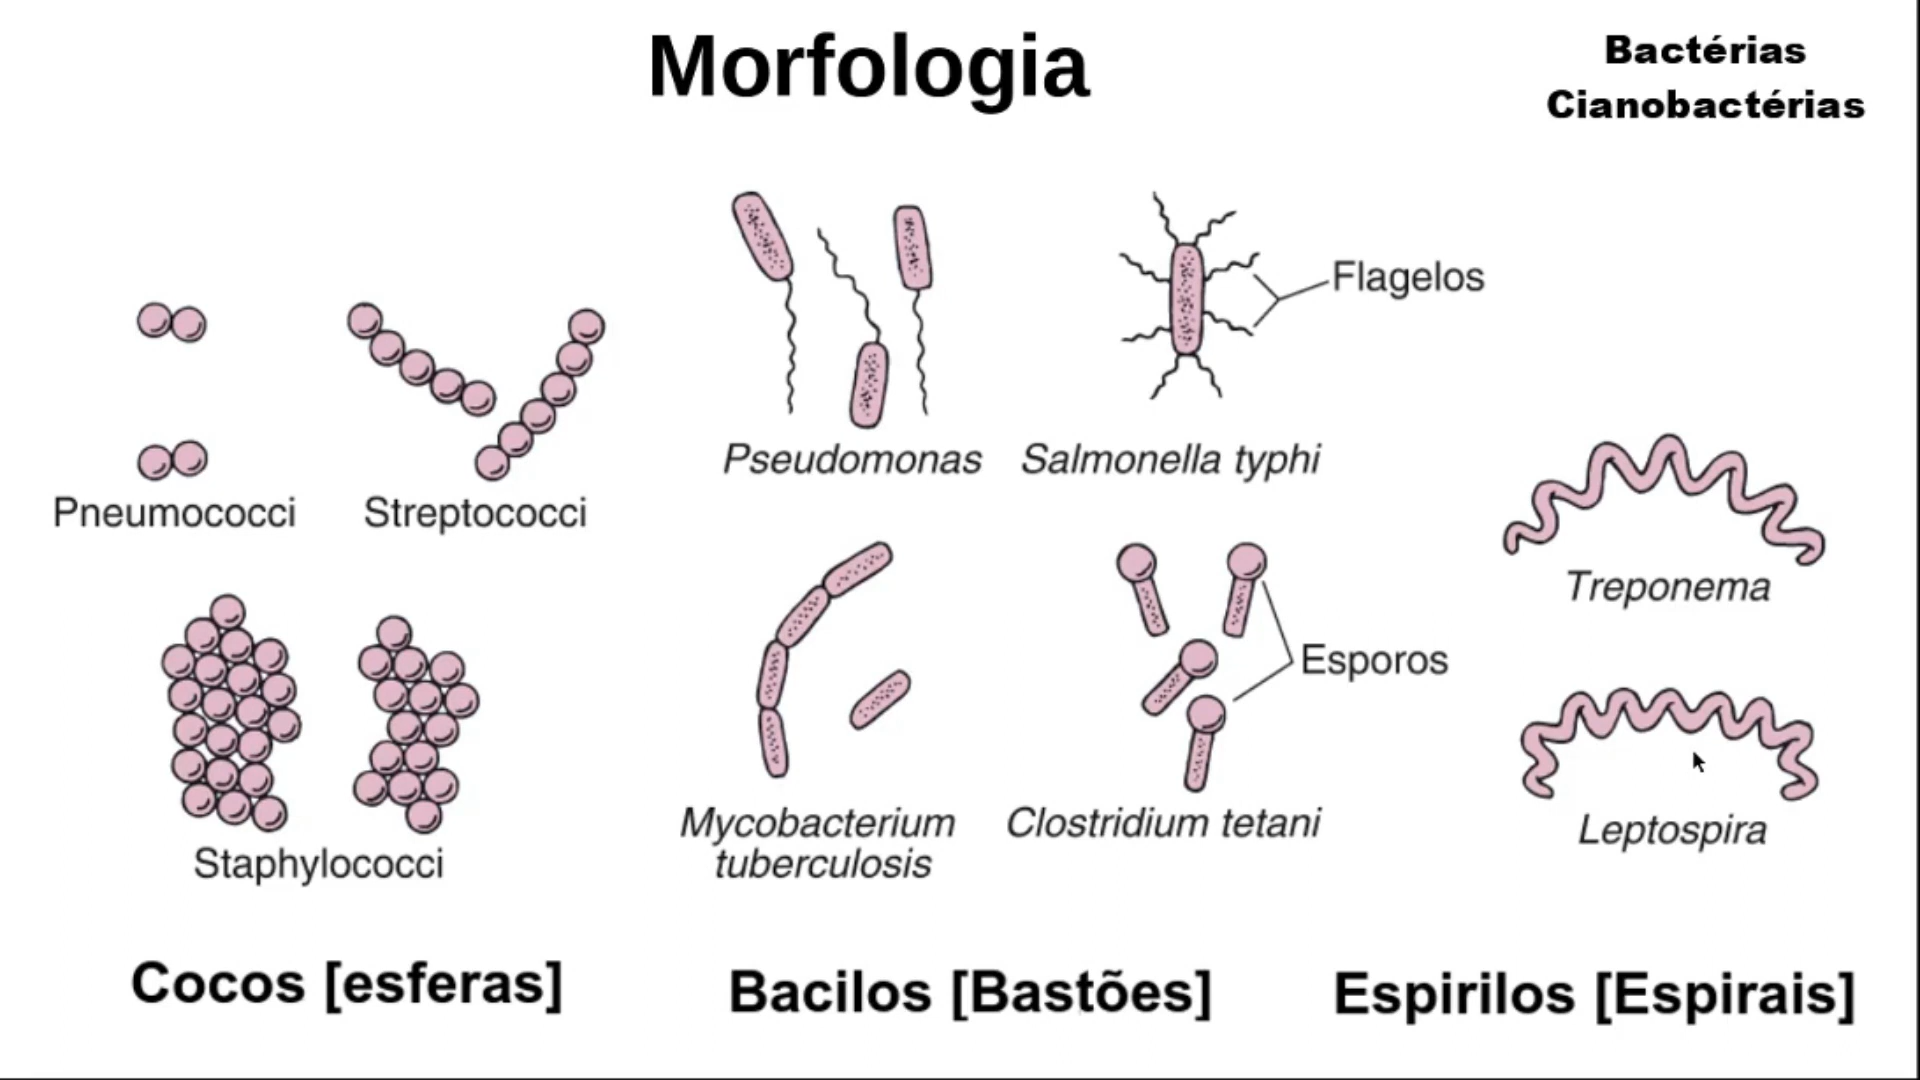 Morfologia
Bactérias
Cianobactérias
Flagelos
Pseudomonas
Salmonella typhi
Pneumococci
Streptococci
Treponema
Esporos
Mycobacterium
tuberculosis
Clostridium tetani
Leptospira
Staphylococci
Cocos [esferas]
Bacilos [Bastões]
Espirilos [Espirais]